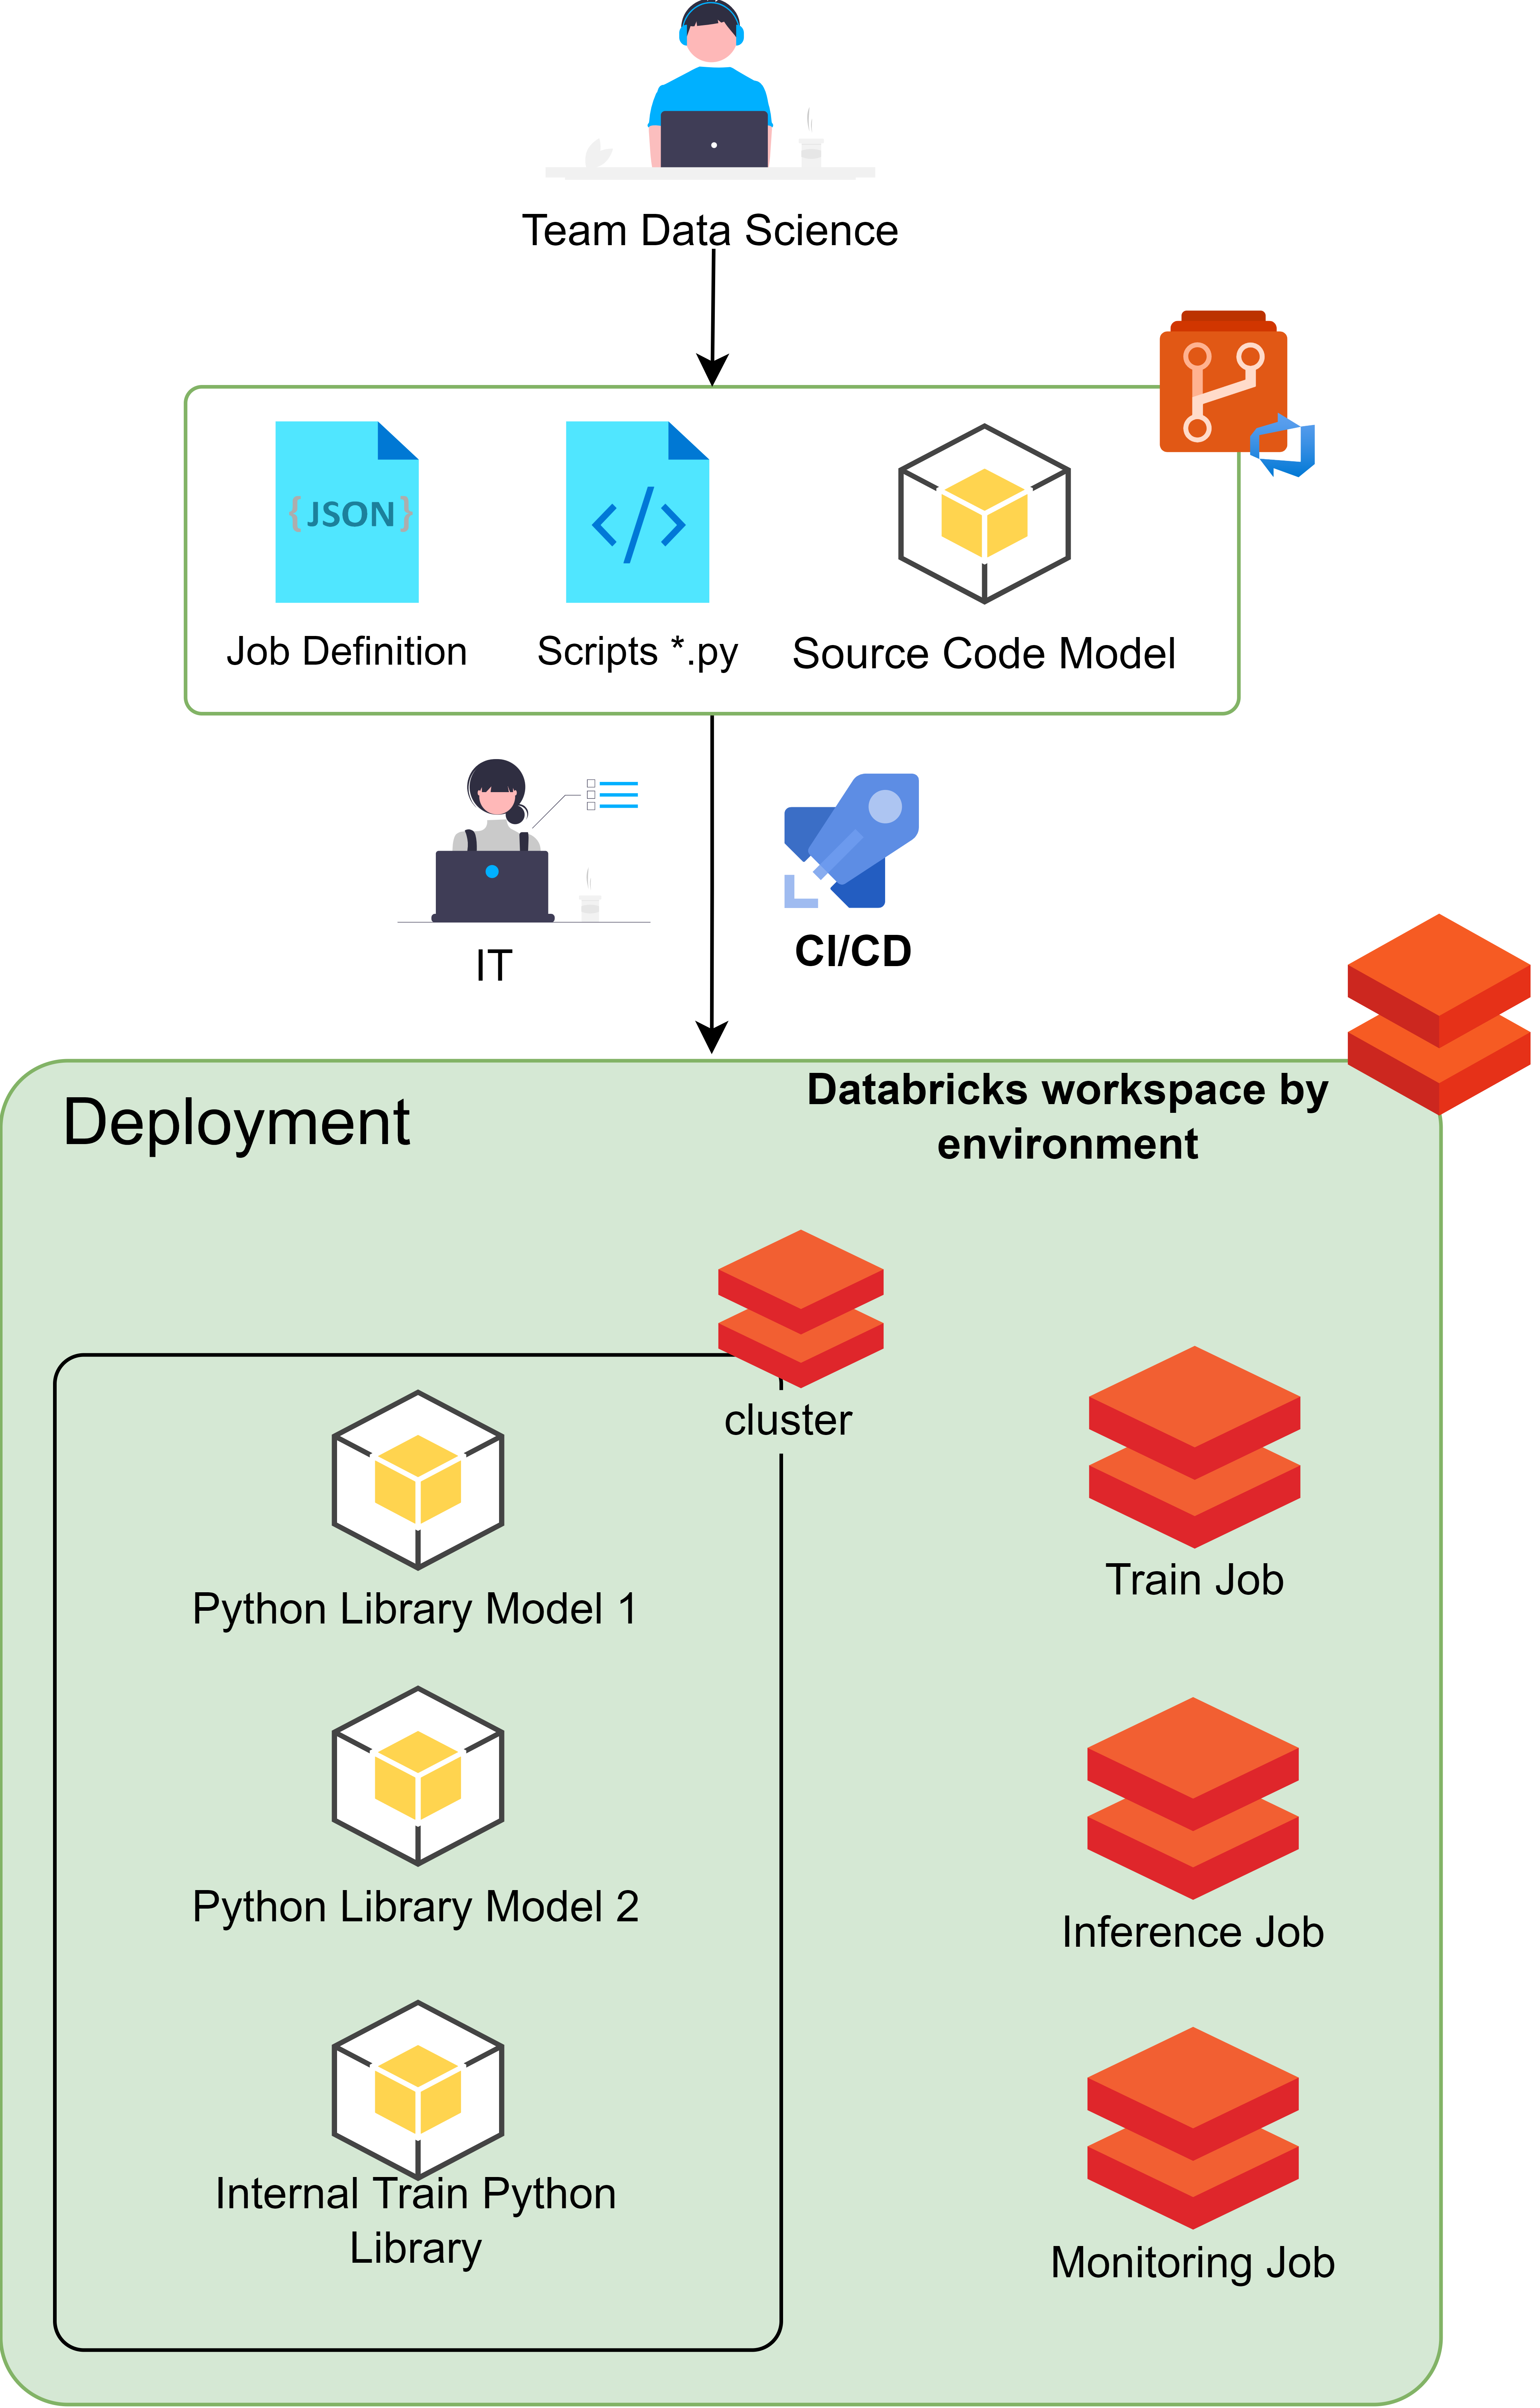 Team Data Science
{JSON}
</>
Job Definition
Scripts *.py
Source Code Model
IT
CI/CD
Deployment
Databricks workspace by
environment
cluster
Python Library Model 1
Train Job
Python Library Model 2
Inference Job
Internal Train Python
Library
Monitoring Job